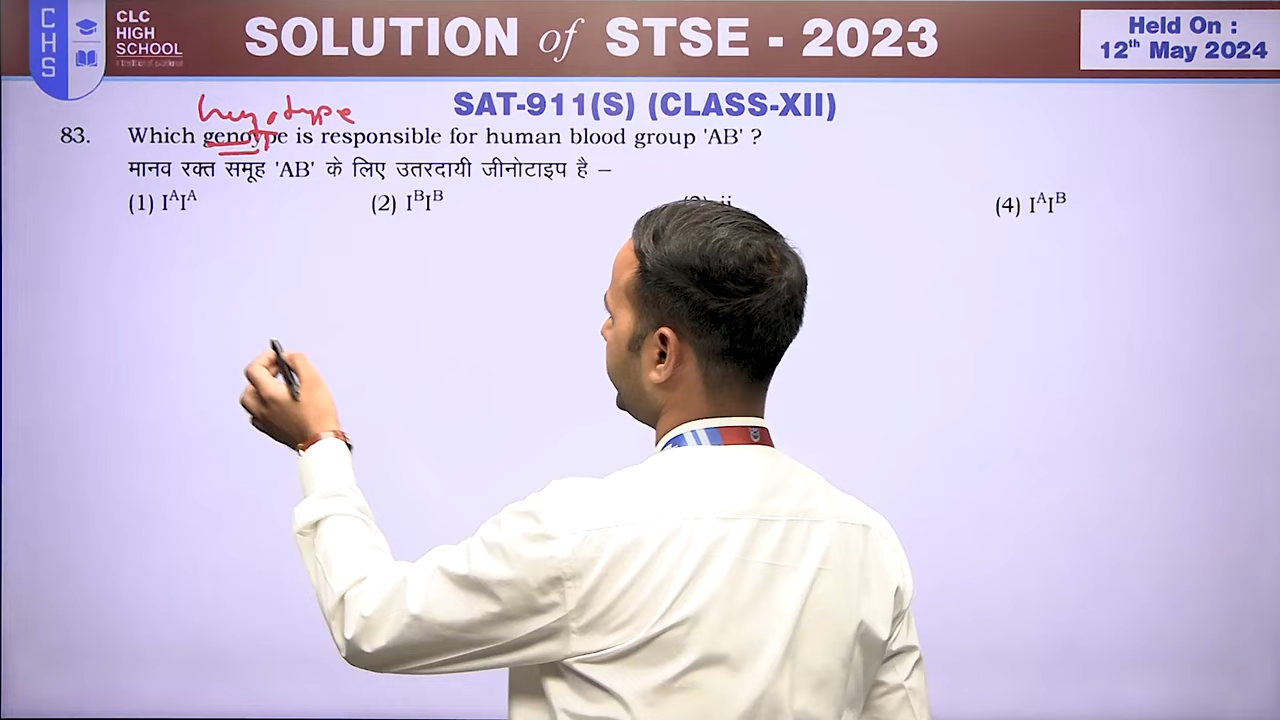 CHS
CLC
HIGH
SCHOOL
SOLUTION of STSE - 2023
Held On :
12th May 2024
SAT-911(S) (CLASS-XII)
83. Which genotype is responsible for human blood group 'AB' ?
मानव रक्त समूह 'AB' के लिए उतरदायी जीनोटाइप है –
(1) IAIA (2) IBIB (4) IAIB